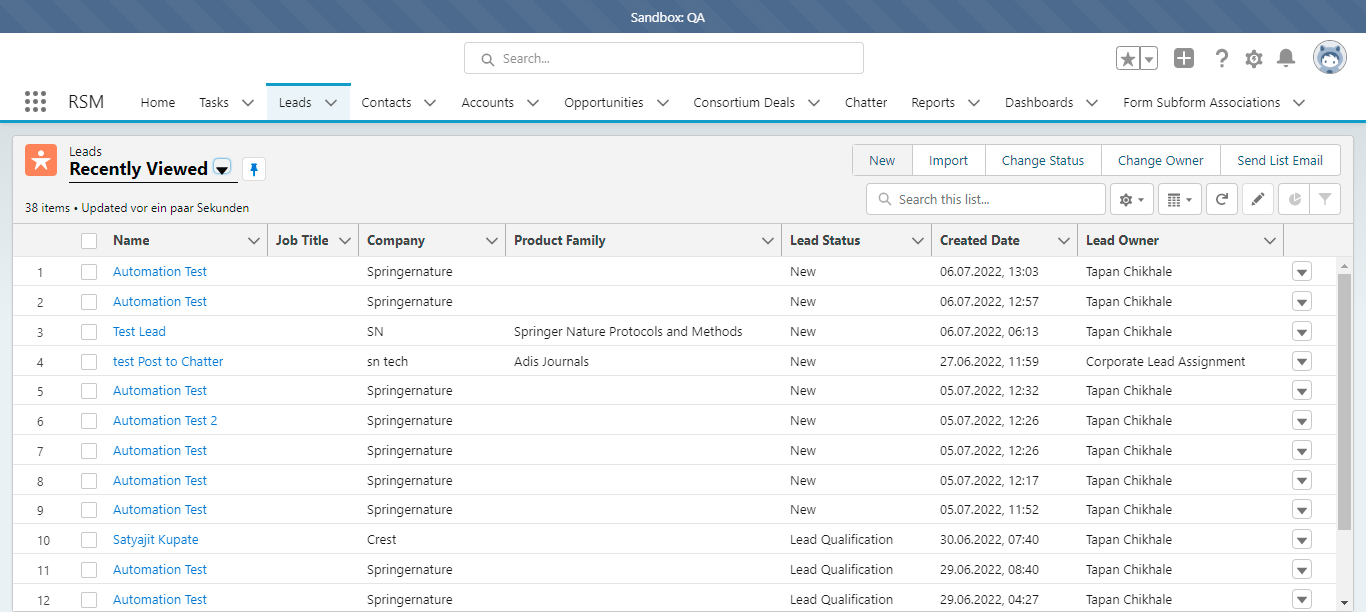 Sandbox: QA
Search...
RSM Home Tasks Leads Contacts Accounts Opportunities Consortium Deals Chatter Reports Dashboards Form Subform Associations
Leads
Recently Viewed
New Import Change Status Change Owner Send List Email
38 items • Updated vor ein paar Sekunden
Search this list...
Name Job Title Company Product Family Lead Status Created Date Lead Owner
1 Automation Test Springernature New 06.07.2022, 13:03 Tapan Chikhale
2 Automation Test Springernature New 06.07.2022, 12:57 Tapan Chikhale
3 Test Lead SN Springer Nature Protocols and Methods New 06.07.2022, 06:13 Tapan Chikhale
4 test Post to Chatter sn tech Adis Journals New 27.06.2022, 11:59 Corporate Lead Assignment
5 Automation Test Springernature New 05.07.2022, 12:32 Tapan Chikhale
6 Automation Test 2 Springernature New 05.07.2022, 12:26 Tapan Chikhale
7 Automation Test Springernature New 05.07.2022, 12:26 Tapan Chikhale
8 Automation Test Springernature New 05.07.2022, 12:17 Tapan Chikhale
9 Automation Test Springernature New 05.07.2022, 11:52 Tapan Chikhale
10 Satyajit Kupate Crest Lead Qualification 30.06.2022, 07:40 Tapan Chikhale
11 Automation Test Springernature Lead Qualification 29.06.2022, 08:40 Tapan Chikhale
12 Automation Test Springernature Lead Qualification 29.06.2022, 04:27 Tapan Chikhale